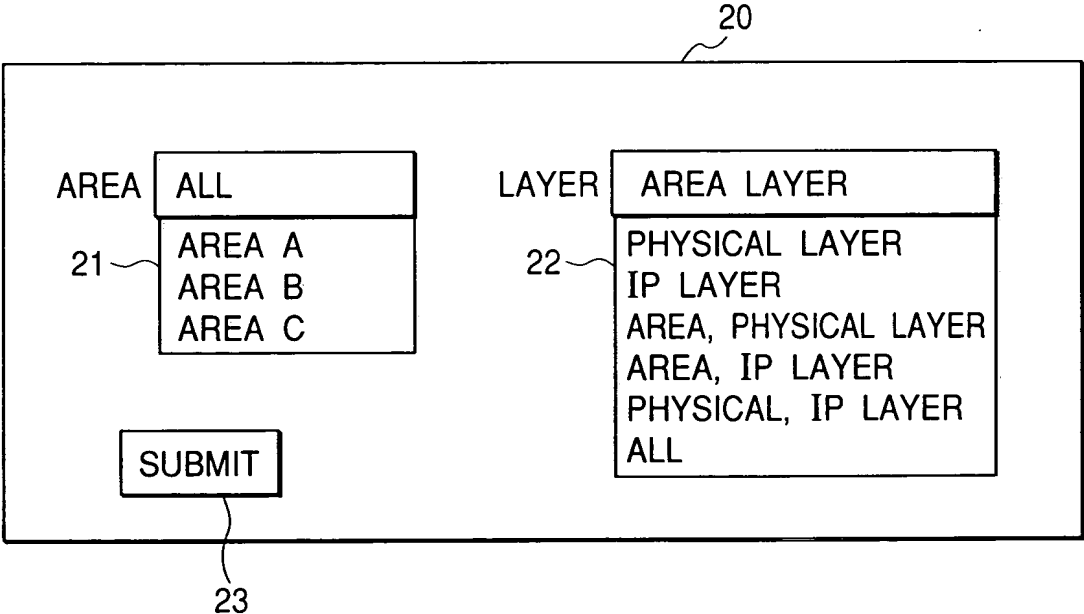 20
AREA ALL
21 AREA A
AREA B
AREA C
LAYER AREA LAYER
22 PHYSICAL LAYER
IP LAYER
AREA, PHYSICAL LAYER
AREA, IP LAYER
PHYSICAL, IP LAYER
ALL
SUBMIT
23